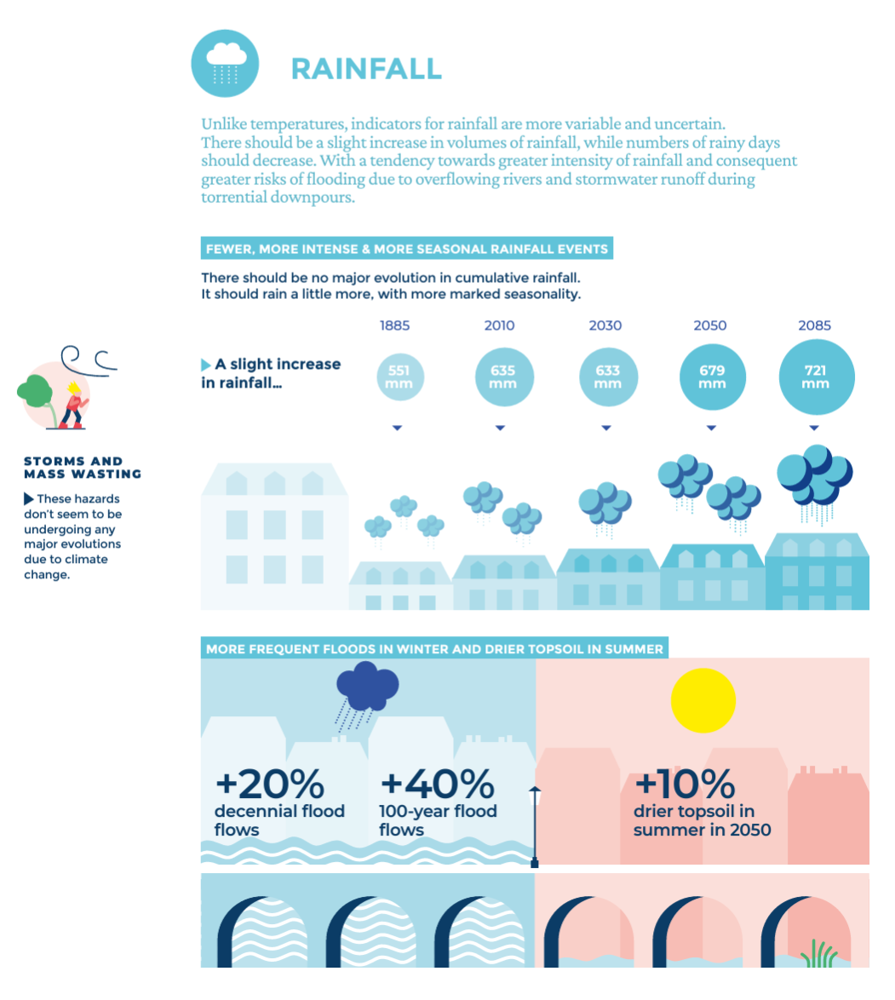 RAINFALL
Unlike temperatures, indicators for rainfall are more variable and uncertain.
There should be a slight increase in volumes of rainfall, while numbers of rainy days
should decrease. With a tendency towards greater intensity of rainfall and consequent
greater risks of flooding due to overflowing rivers and stormwater runoff during
torrential downpours.
FEWER, MORE INTENSE & MORE SEASONAL RAINFALL EVENTS
There should be no major evolution in cumulative rainfall.
It should rain a little more, with more marked seasonality.
1885 2010 2030 2050 2085
A slight increase
in rainfall...
551 mm
635 mm
633 mm
679 mm
721 mm
STORMS AND
MASS WASTING
These hazards
don't seem to be
undergoing any
major evolutions
due to climate
change.
MORE FREQUENT FLOODS IN WINTER AND DRIER TOPSOIL IN SUMMER
+20%
decennial flood
flows
+40%
100-year flood
flows
+10%
drier topsoil in
summer in 2050